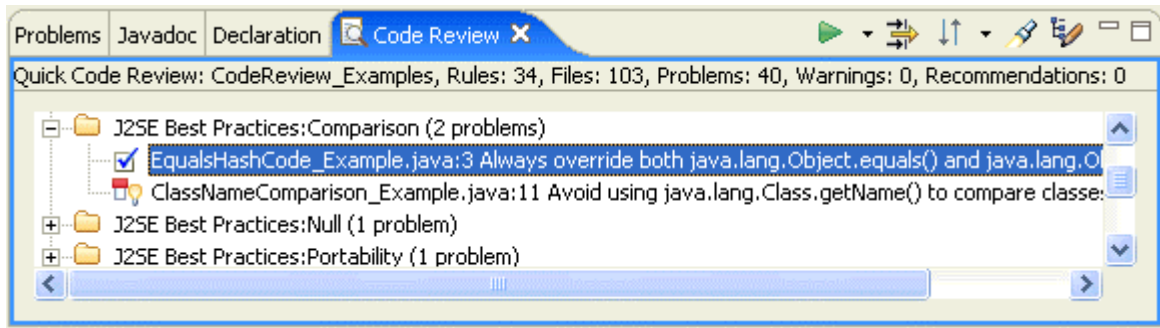 Problems Javadoc Declaration Code Review
Quick Code Review: CodeReview_Examples, Rules: 34, Files: 103, Problems: 40, Warnings: 0, Recommendations: 0
J2SE Best Practices:Comparison (2 problems)
EqualsHashCode_Example.java:3 Always override both java.lang.Object.equals() and java.lang.Ol
ClassNameComparison_Example.java:11 Avoid using java.lang.Class.getName() to compare classe
J2SE Best Practices:Null (1 problem)
J2SE Best Practices:Portability (1 problem)